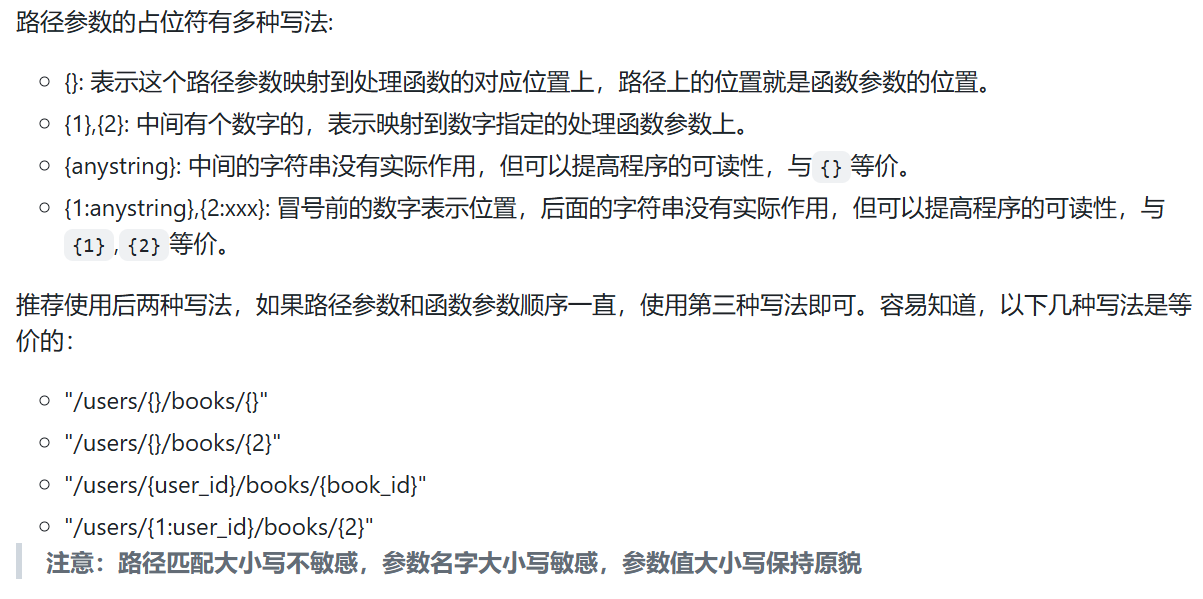 路径参数的占位符有多种写法:
{}: 表示这个路径参数映射到处理函数的对应位置上，路径上的位置就是函数参数的位置。
{1},{2}: 中间有个数字的，表示映射到数字指定的处理函数参数上。
{anystring}: 中间的字符串没有实际作用，但可以提高程序的可读性，与 {} 等价。
{1:anystring},{2:xxx}: 冒号前的数字表示位置，后面的字符串没有实际作用，但可以提高程序的可读性，与
{1} , {2} 等价。
推荐使用后两种写法，如果路径参数和函数参数顺序一直，使用第三种写法即可。容易知道，以下几种写法是等
价的：
"/users/{}/books/{}"
"/users/{}/books/{2}"
"/users/{user_id}/books/{book_id}"
"/users/{1:user_id}/books/{2}"
注意：路径匹配大小写不敏感，参数名字大小写敏感，参数值大小写保持原貌